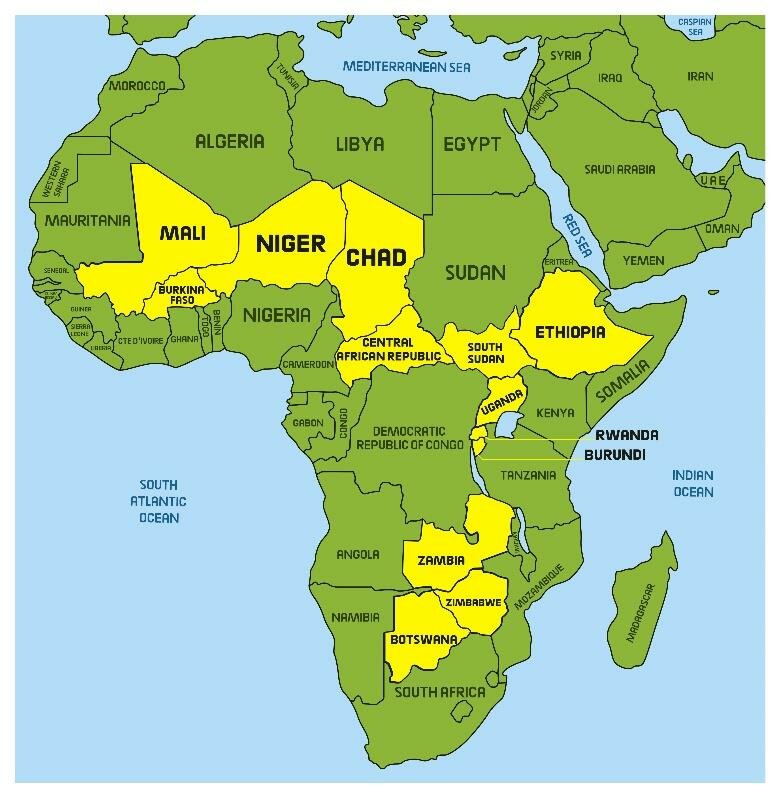 CASPIAN
SEA
SYRIA
MEDITERRANEAN SEA
TUNISIA
IRAQ
IRAN
MOROCCO
JORDAN
ALGERIA
LIBYA
EGYPT
WESTERN
SAHARA
SAUDI ARABIA
UAE
MAURITANIA
MALI
NIGER
CHAD
RED SEA
OMAN
YEMEN
SENEGAL
SUDAN
ERITREA
BURKINA
FASO
GUINEA
NIGERIA
BENIN
TOGO
SIERRA
LEONE
LIBERIA
CTE D'IVOIRE
GHANA
ETHIOPIA
CENTRAL
AFRICAN REPUBLIC
SOUTH
SUDAN
CAMEROON
SOMALIA
UGANDA
KENYA
GABON
CONGO
DEMOCRATIC
REPUBLIC OF CONGO
RWANDA
BURUNDI
TANZANIA
SOUTH
ATLANTIC
OCEAN
INDIAN
OCEAN
ANGOLA
ZAMBIA
MOZAMBIQUE
ZIMBABWE
NAMIBIA
BOTSWANA
MADAGASCAR
SOUTH AFRICA